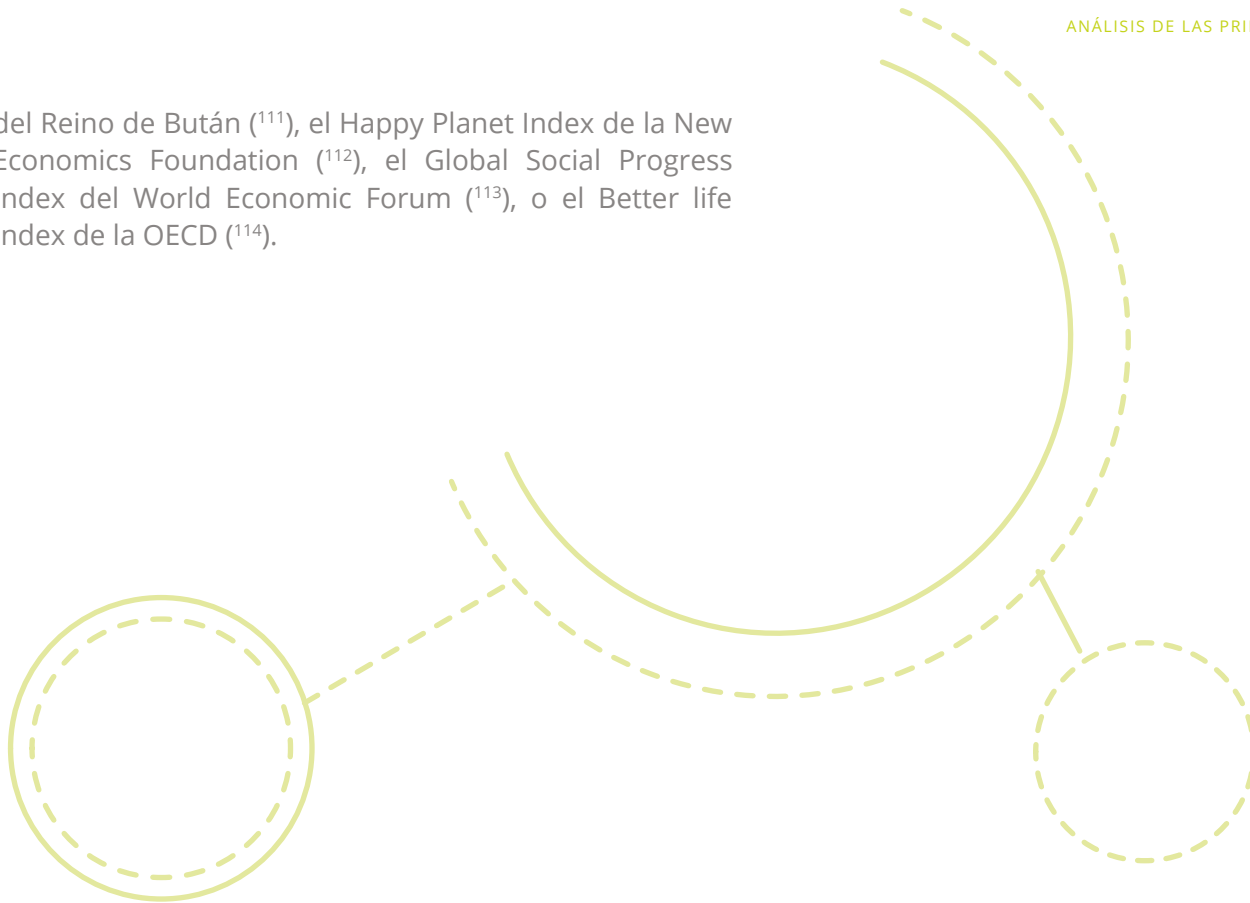 ANÁLISIS DE LAS PRI
del Reino de Bután (111), el Happy Planet Index de la New
Economics Foundation (112), el Global Social Progress
Index del World Economic Forum (113), o el Better life
Index de la OECD (114).